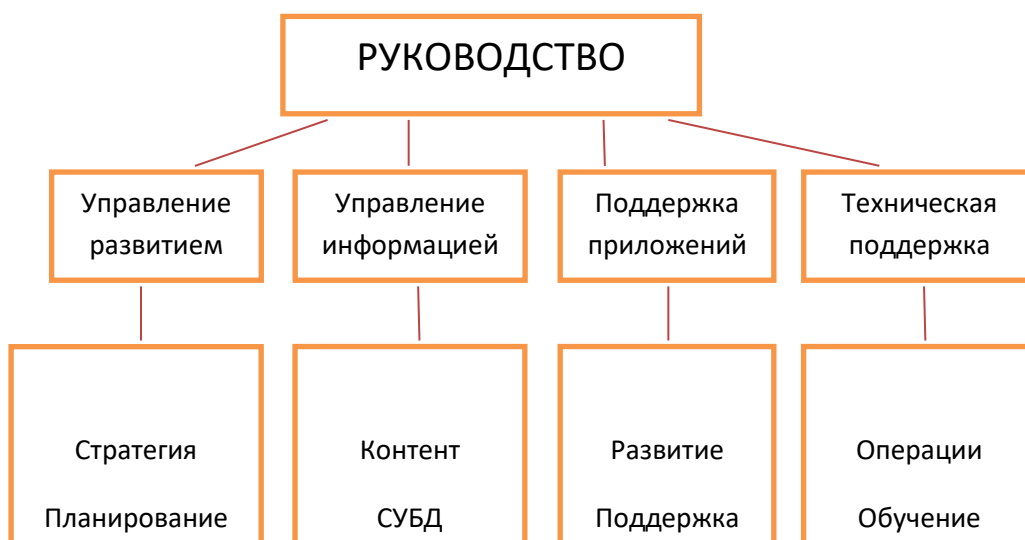 РУКОВОДСТВО
Управление
развитием
Управление
информацией
Поддержка
приложений
Техническая
поддержка
Стратегия
Планирование
Контент
СУБД
Развитие
Поддержка
Операции
Обучение